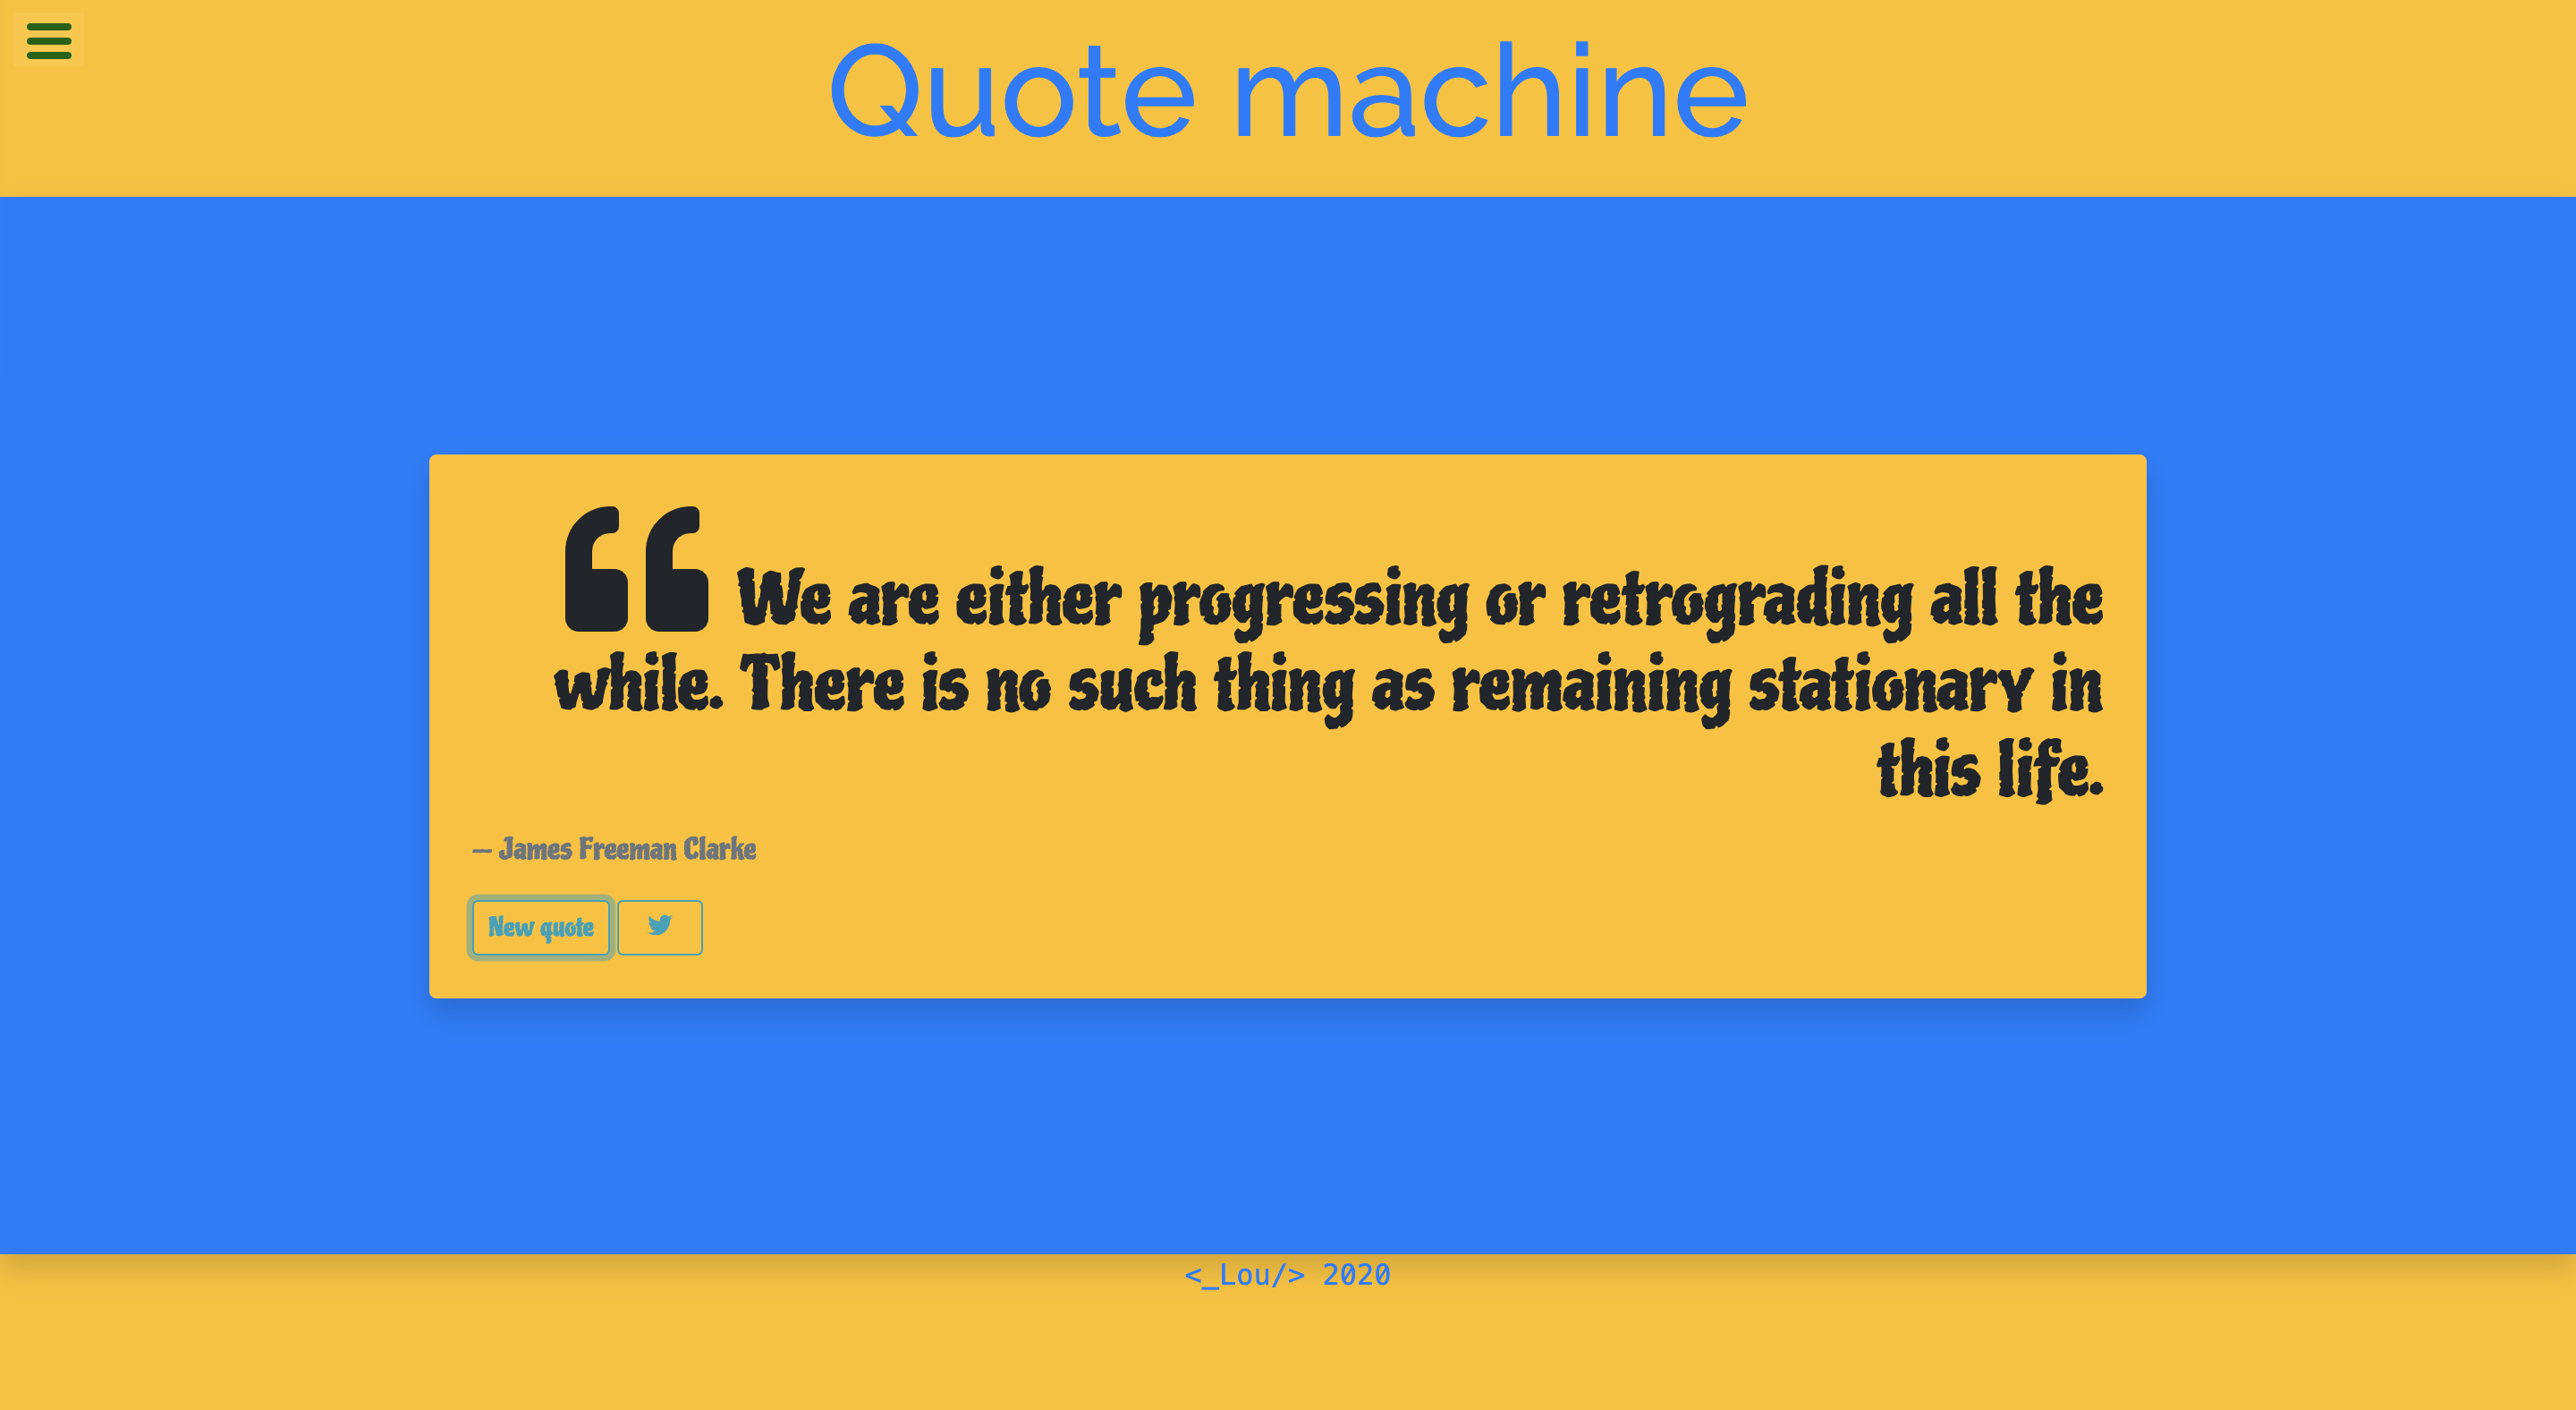 Quote machine
We are either progressing or retrograding all the
while. There is no such thing as remaining stationary in
this life.
— James Freeman Clarke
New quote
<_Lou/> 2020